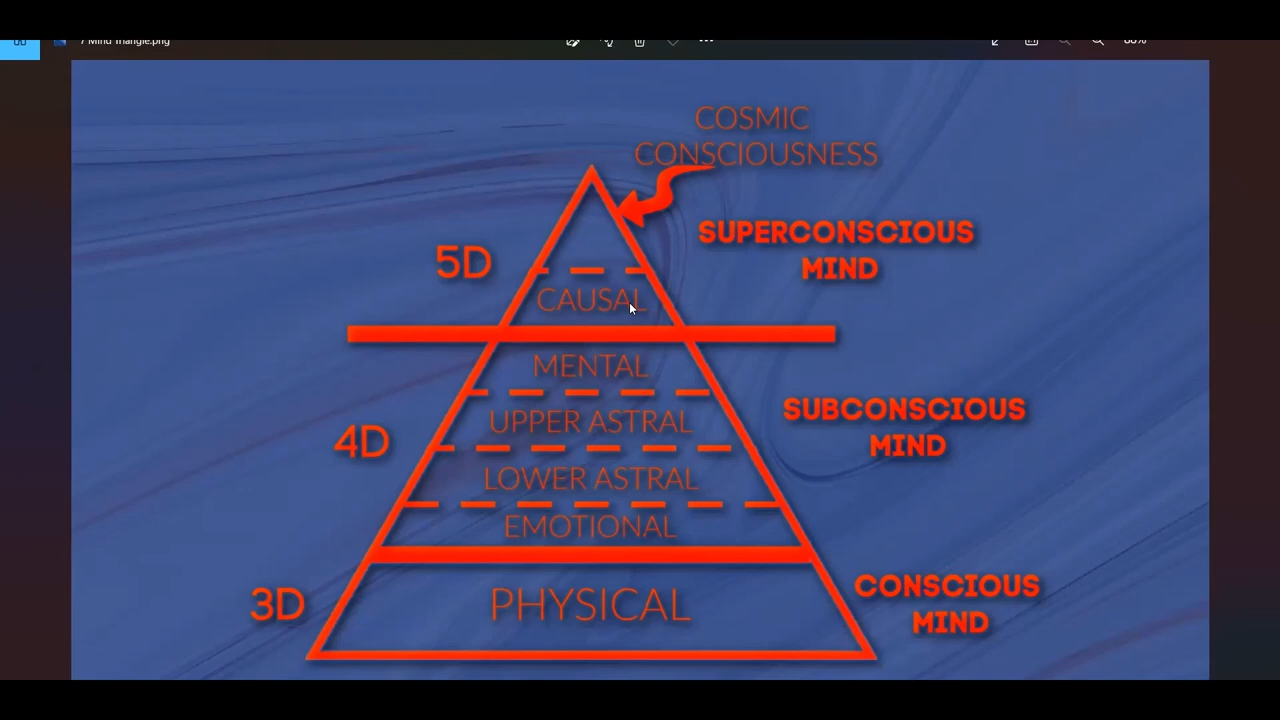 7 Mind Triangle.png
COSMIC
CONSCIOUSNESS
SUPERCONSCIOUS
MIND
5D
CAUSAL
MENTAL
UPPER ASTRAL
SUBCONSCIOUS
MIND
4D
LOWER ASTRAL
EMOTIONAL
CONSCIOUS
MIND
3D
PHYSICAL